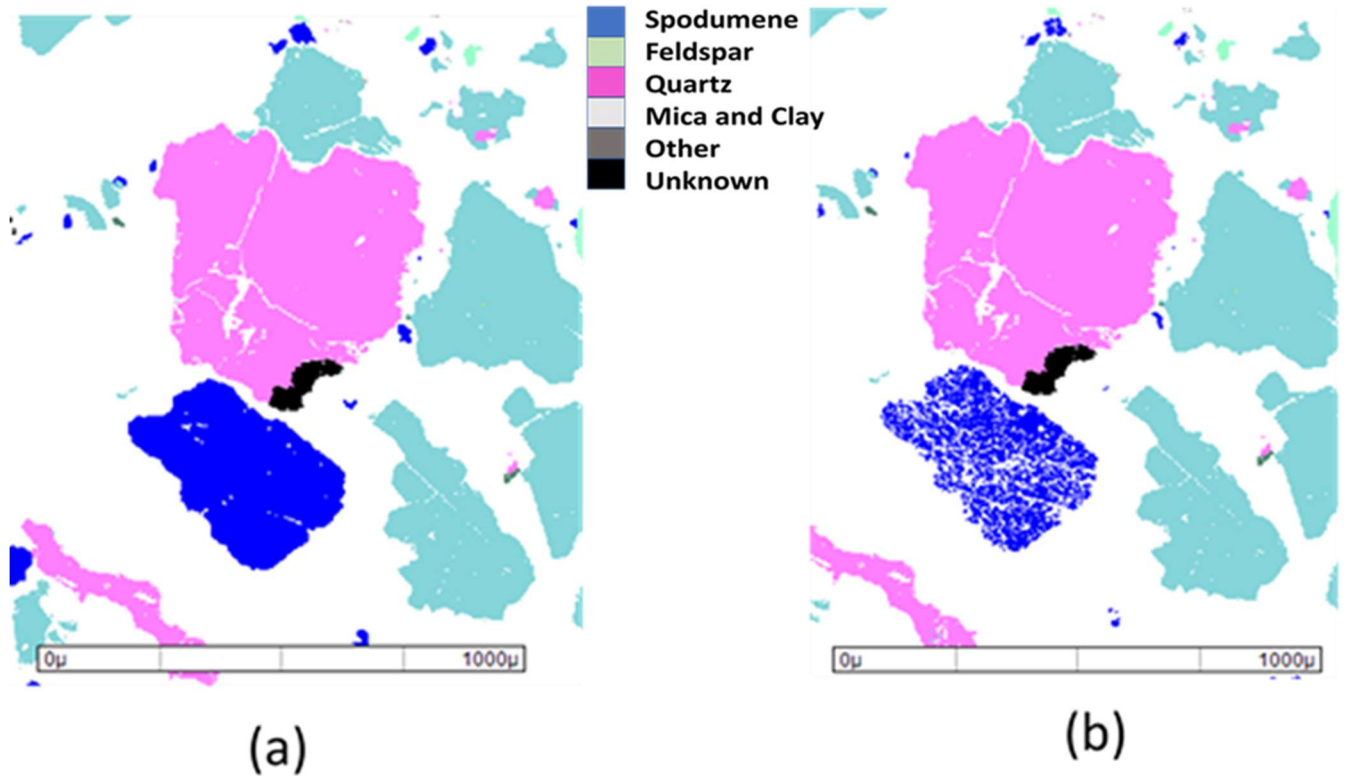 Spodumene
Feldspar
Quartz
Mica and Clay
Other
Unknown
0µ 1000µ
0µ 1000µ
(a)
(b)